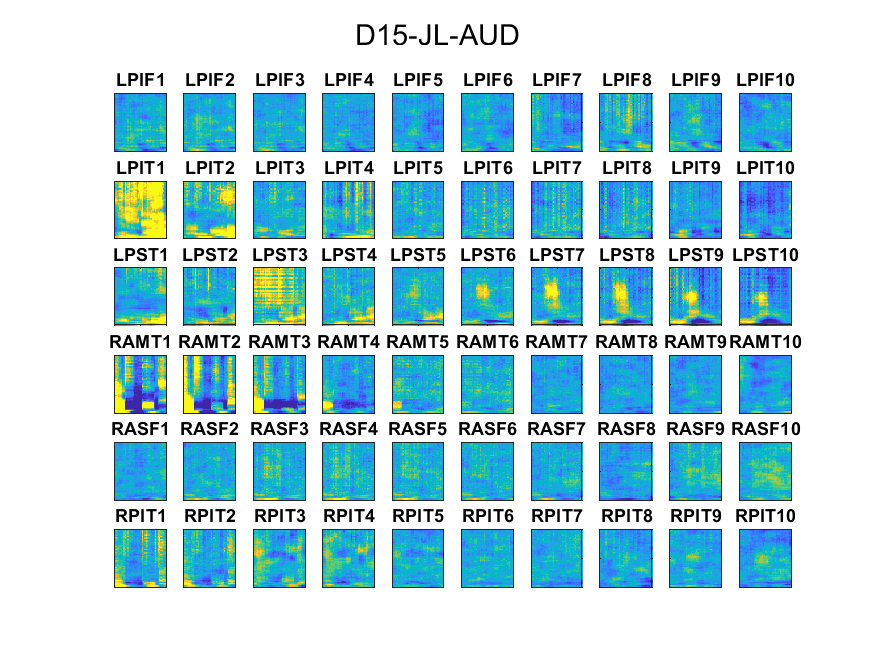 D15-JL-AUD
LPIF1 LPIF2 LPIF3 LPIF4 LPIF5 LPIF6 LPIF7 LPIF8 LPIF9 LPIF10
LPIT1 LPIT2 LPIT3 LPIT4 LPIT5 LPIT6 LPIT7 LPIT8 LPIT9 LPIT10
LPST1 LPST2 LPST3 LPST4 LPST5 LPST6 LPST7 LPST8 LPST9 LPST10
RAMT1 RAMT2 RAMT3 RAMT4 RAMT5 RAMT6 RAMT7 RAMT8 RAMT9 RAMT10
RASF1 RASF2 RASF3 RASF4 RASF5 RASF6 RASF7 RASF8 RASF9 RASF10
RPIT1 RPIT2 RPIT3 RPIT4 RPIT5 RPIT6 RPIT7 RPIT8 RPIT9 RPIT10